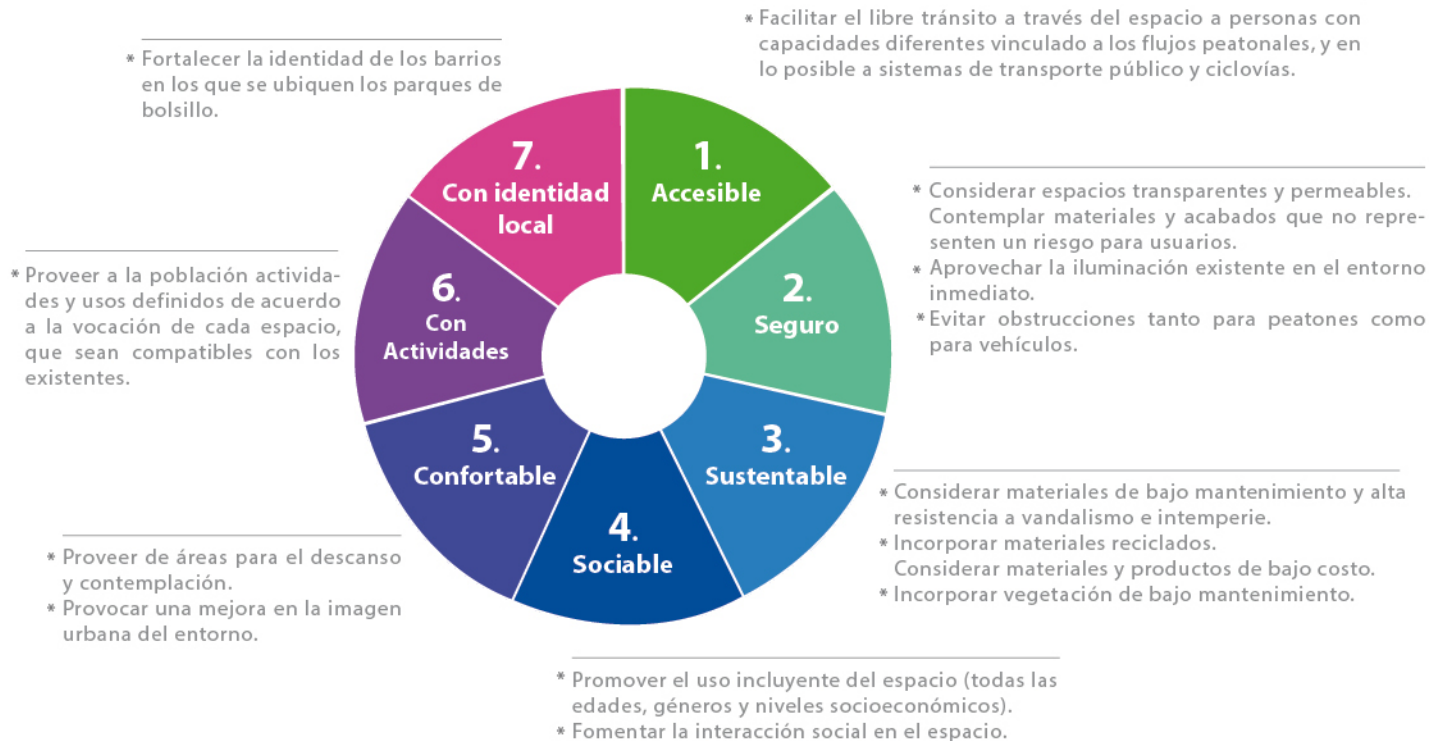 * Facilitar el libre tránsito a través del espacio a personas con
capacidades diferentes vinculado a los flujos peatonales, y en
lo posible a sistemas de transporte público y ciclovías.
* Fortalecer la identidad de los barrios
en los que se ubiquen los parques de
bolsillo.
7.
Con identidad
local
1.
Accesible
* Considerar espacios transparentes y permeables.
Contemplar materiales y acabados que no repre-
senten un riesgo para usuarios.
* Aprovechar la iluminación existente en el entorno
inmediato.
* Evitar obstrucciones tanto para peatones como
para vehículos.
* Proveer a la población activida-
des y usos definidos de acuerdo
a la vocación de cada espacio,
que sean compatibles con los
existentes.
6.
Con
Actividades
2.
Seguro
5.
Confortable
3.
Sustentable
4.
Sociable
* Considerar materiales de bajo mantenimiento y alta
resistencia a vandalismo e intemperie.
* Incorporar materiales reciclados.
Considerar materiales y productos de bajo costo.
* Incorporar vegetación de bajo mantenimiento.
* Proveer de áreas para el descanso
y contemplación.
* Provocar una mejora en la imagen
urbana del entorno.
* Promover el uso incluyente del espacio (todas las
edades, géneros y niveles socioeconómicos).
* Fomentar la interacción social en el espacio.